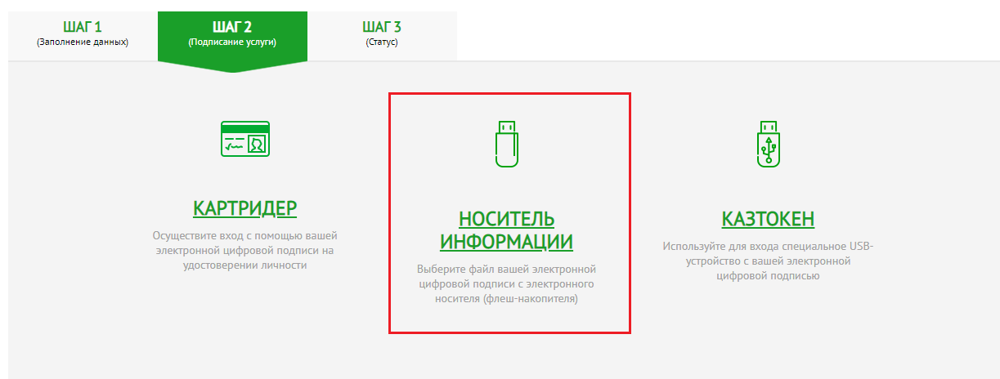 ШАГ 1
(Заполнение данных)
ШАГ 2
(Подписание услуги)
ШАГ 3
(Статус)
КАРТРИДЕР
Осуществите вход с помощью вашей
электронной цифровой подписи на
удостоверении личности
НОСИТЕЛЬ
ИНФОРМАЦИИ
Выберите файл вашей электронной
цифровой подписи с электронного
носителя (флеш-накопителя)
КАЗТОКЕН
Используйте для входа специальное USB-
устройство с вашей электронной
цифровой подписью